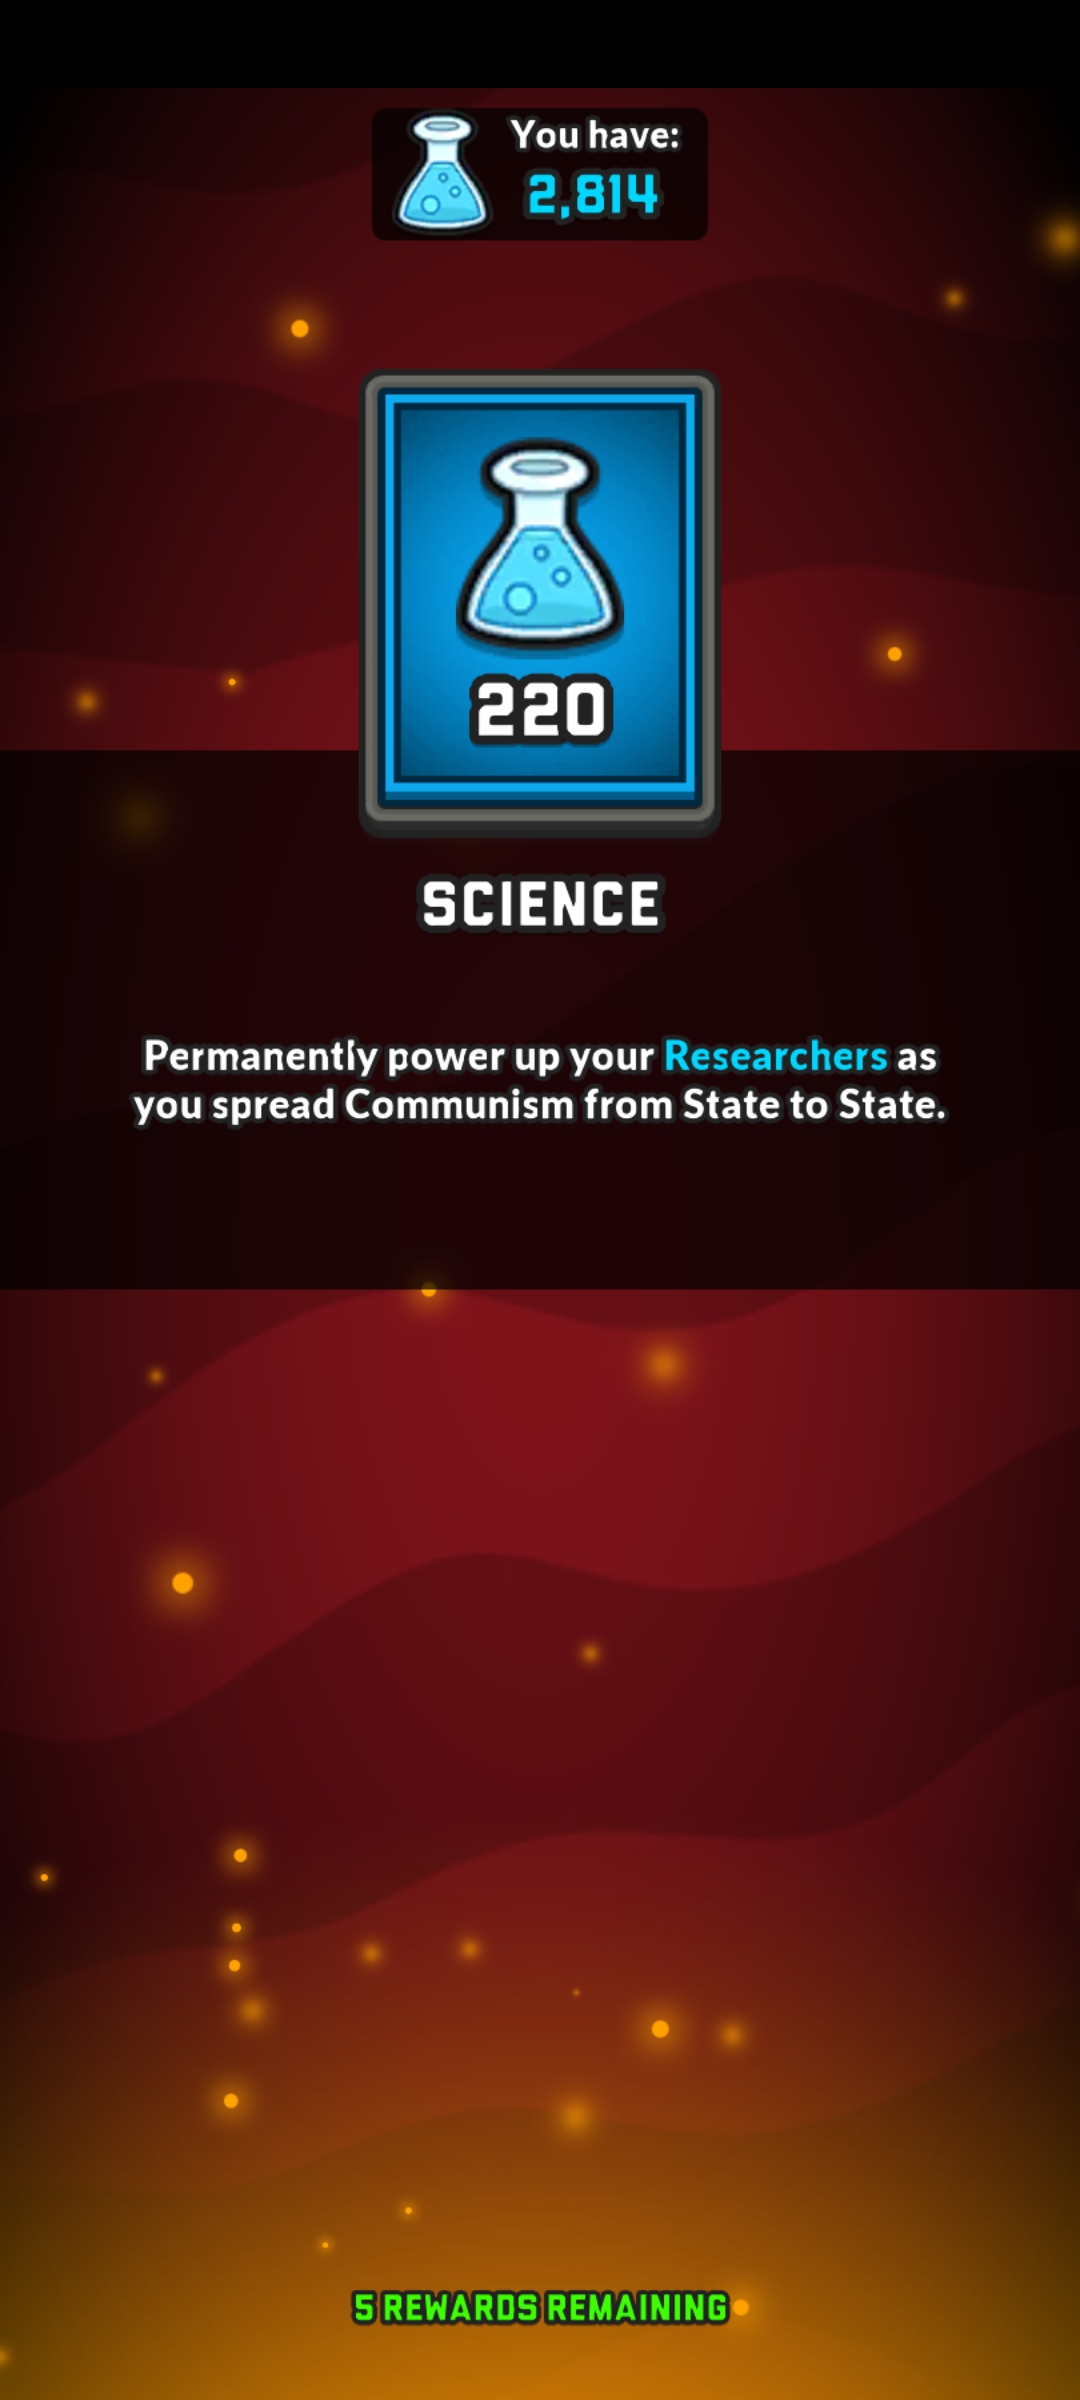 You have:
2,814
220
SCIENCE
Permanently power up your Researchers as
you spread Communism from State to State.
5 REWARDS REMAINING